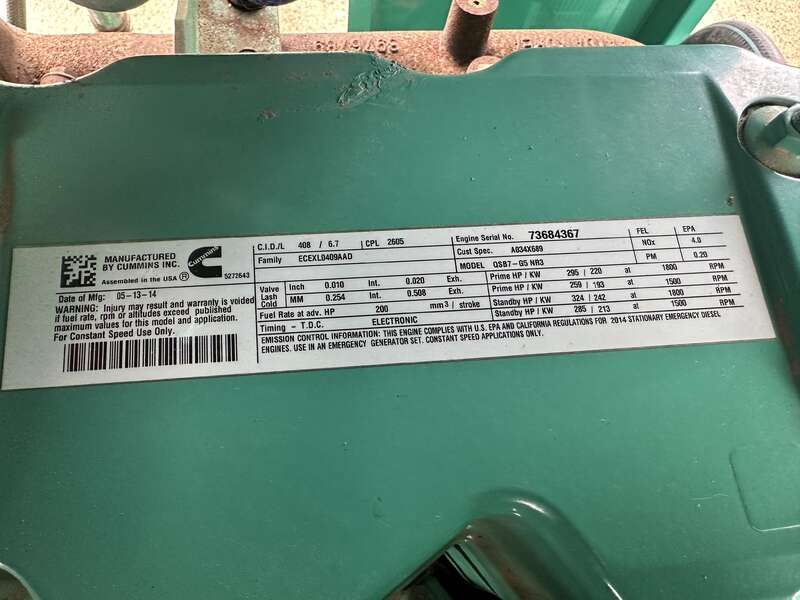 MANUFACTURED
BY CUMMINS INC.
Assembled in the USA ®
Cummins
5272643
Date of Mfg: 05-13-14
WARNING: Injury may result and warranty is voided
if fuel rate, rpm or altitudes exceed published
maximum values for this model and application.
For Constant Speed Use Only.
C.I.D./L 408 / 6.7 CPL 2605
Family ECEXL0409AAD
Valve Lash Cold
Inch 0.010 Int. 0.020 Exh.
MM 0.254 Int. 0.508 Exh.
Fuel Rate at adv. HP 200 mm³ / stroke
Timing - T.D.C. ELECTRONIC
Engine Serial No. 73684367
Cust Spec. A034X689
MODEL QSB7-G5 NR3
Prime HP / KW 295 / 220 at 1800 RPM
Prime HP / KW 259 / 193 at 1500 RPM
Standby HP / KW 324 / 242 at 1800 RPM
Standby HP / KW 285 / 213 at 1500 RPM
FEL EPA
NOx 4.0
PM 0.20
EMISSION CONTROL INFORMATION: THIS ENGINE COMPLIES WITH U.S. EPA AND CALIFORNIA REGULATIONS FOR 2014 STATIONARY EMERGENCY DIESEL
ENGINES. USE IN AN EMERGENCY GENERATOR SET. CONSTANT SPEED APPLICATIONS ONLY.